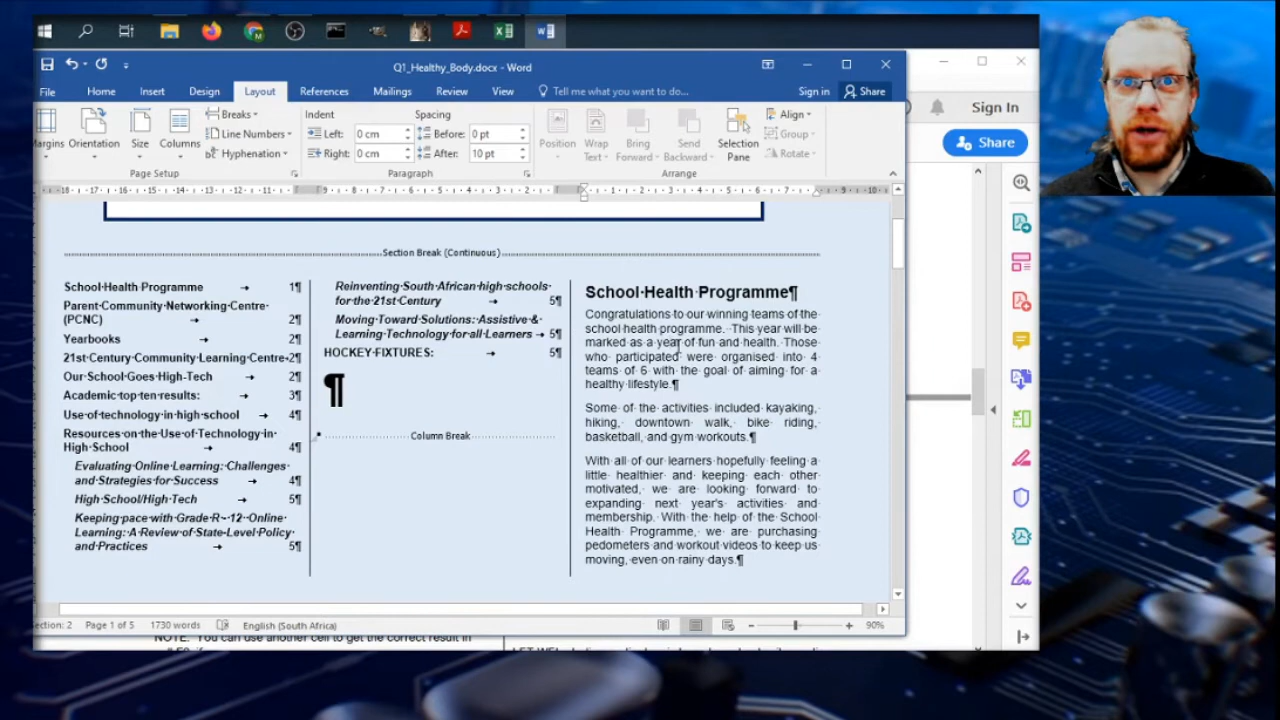 Q1_Healthy_Body.docx - Word
File Home Insert Design Layout References Mailings Review View Tell me what you want to do... Sign in Share
Sign In
Share
Margins Orientation Size Columns
Breaks
Line Numbers
Hyphenation
Page Setup
Indent
Left: 0 cm
Right: 0 cm
Spacing
Before: 0 pt
After: 10 pt
Paragraph
Position Wrap Text Bring Forward Send Backward Selection Pane
Align
Group
Rotate
Arrange
Section Break (Continuous)
School Health Programme → 1¶
Parent Community Networking Centre
(PCNC) → 2¶
Yearbooks → 2¶
21st Century Community Learning Centre→2¶
Our School Goes High-Tech → 2¶
Academic top ten results: → 3¶
Use of technology in high school → 4¶
Resources on the Use of Technology in
High School → 4¶
Evaluating Online Learning: Challenges
and Strategies for Success → 4¶
High School/High Tech → 5¶
Keeping pace with Grade R~12 Online
Learning: A Review of State-Level Policy
and Practices → 5¶
Reinventing South African high schools
for the 21st Century → 5¶
Moving Toward Solutions: Assistive &
Learning Technology for all Learners → 5¶
HOCKEY FIXTURES: → 5¶
¶
Column Break
School Health Programme¶
Congratulations to our winning teams of the
school health programme. This year will be
marked as a year of fun and health. Those
who participated were organised into 4
teams of 6 with the goal of aiming for a
healthy lifestyle.¶
Some of the activities included kayaking,
hiking, downtown walk, bike riding,
basketball, and gym workouts.¶
With all of our learners hopefully feeling a
little healthier and keeping each other
motivated, we are looking forward to
expanding next year's activities and
membership. With the help of the School
Health Programme, we are purchasing
pedometers and workout videos to keep us
moving, even on rainy days.¶
Section: 2 Page 1 of 5 1730 words English (South Africa) 90%
NOTE: You can use another cell to get the correct result in